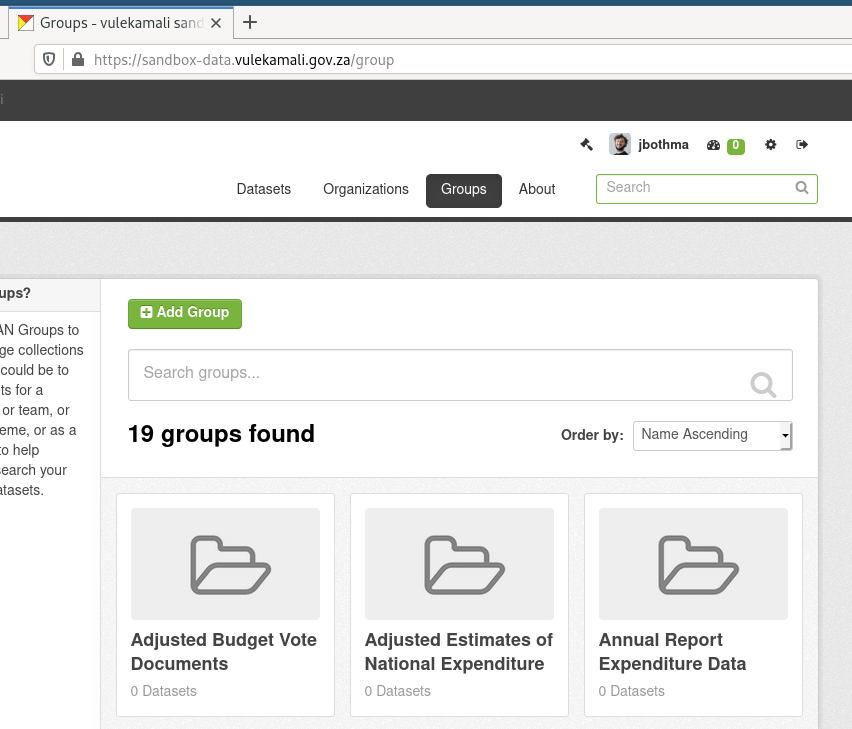 Groups - vulekamali sand
https://sandbox-data.vulekamali.gov.za/group
i
jbothma
0
Datasets
Organizations
Groups
About
Search
ups?
AN Groups to
ge collections
could be to
ts for a
or team, or
eme, or as a
to help
search your
atasets.
Add Group
Search groups...
19 groups found
Order by:
Name Ascending
Adjusted Budget Vote
Documents
0 Datasets
Adjusted Estimates of
National Expenditure
0 Datasets
Annual Report
Expenditure Data
0 Datasets